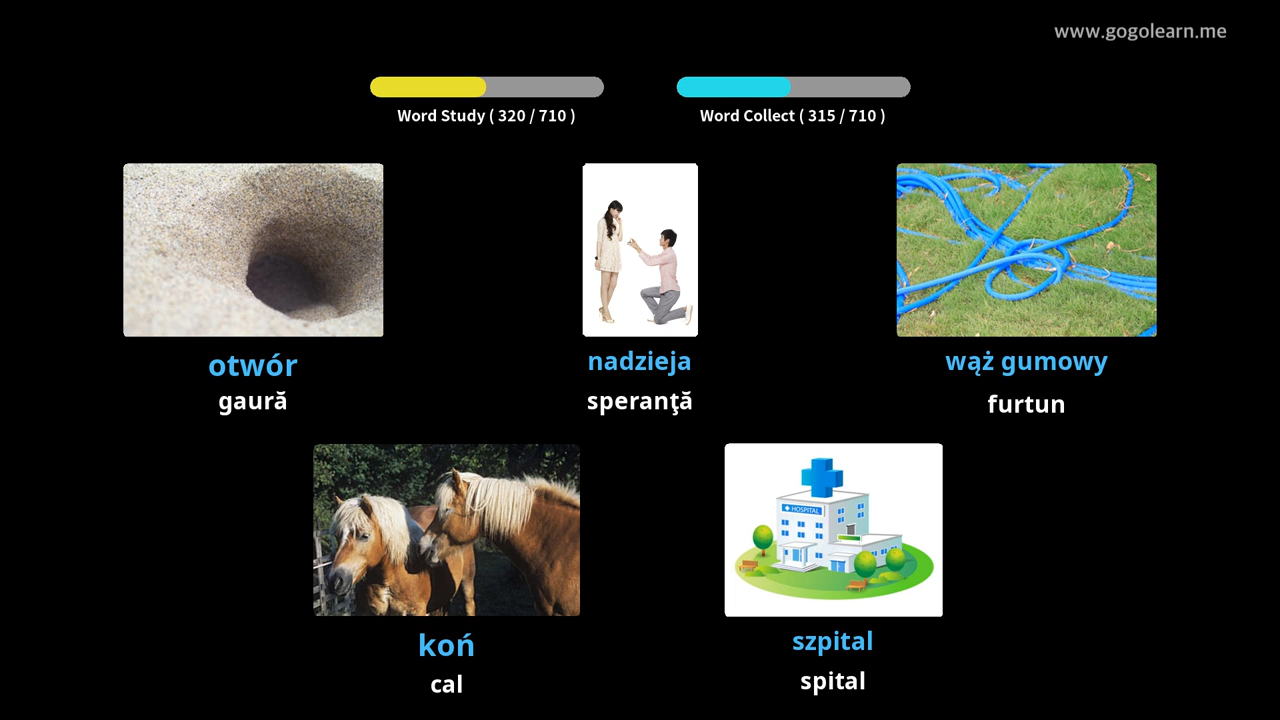 www.gogolearn.me
Word Study ( 320 / 710 )
Word Collect ( 315 / 710 )
otwór
gaură
nadzieja
speranţă
wąż gumowy
furtun
HOSPITAL
koń
cal
szpital
spital